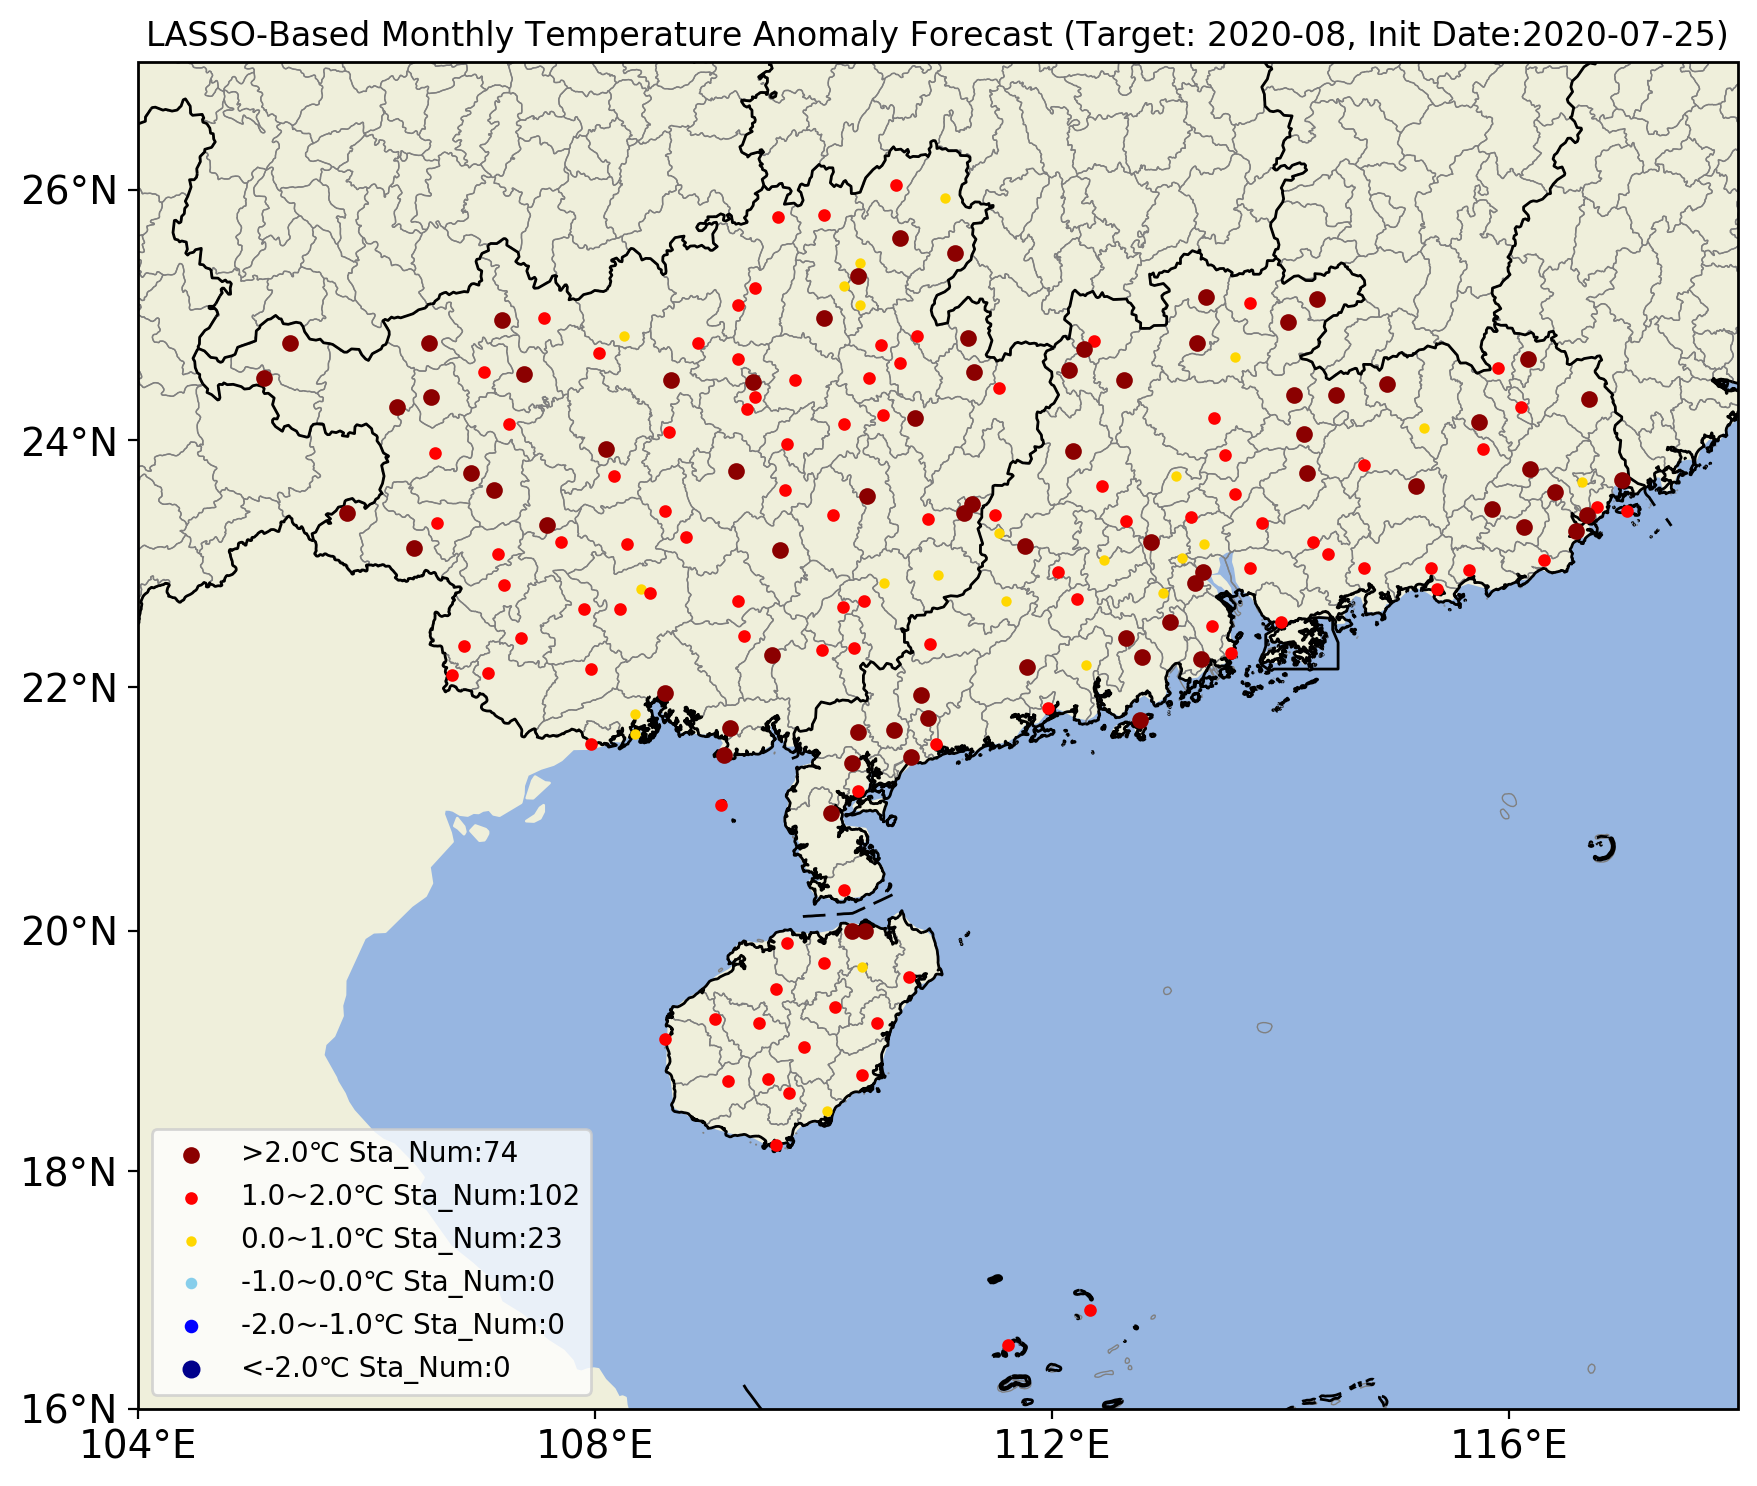 LASSO-Based Monthly Temperature Anomaly Forecast (Target: 2020-08, Init Date:2020-07-25)
26°N
24°N
22°N
20°N
18°N
16°N
>2.0℃ Sta_Num:74
1.0~2.0℃ Sta_Num:102
0.0~1.0℃ Sta_Num:23
-1.0~0.0℃ Sta_Num:0
-2.0~-1.0℃ Sta_Num:0
<-2.0℃ Sta_Num:0
104°E
108°E
112°E
116°E